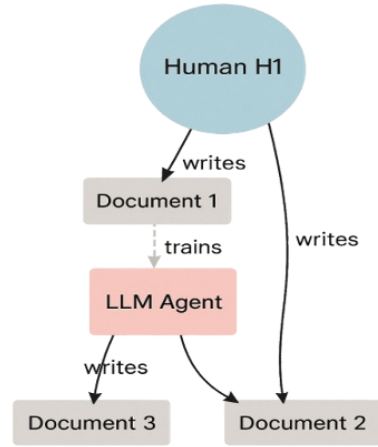 Human H1
writes
Document 1
writes
trains
LLM Agent
writes
Document 3
Document 2